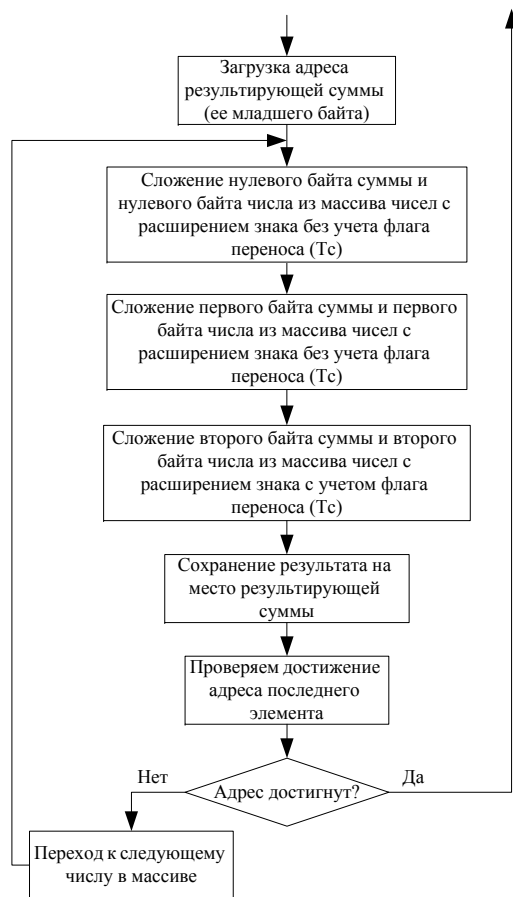 Загрузка адреса
результирующей суммы
(ее младшего байта)
Сложение нулевого байта суммы и
нулевого байта числа из массива чисел с
расширением знака без учета флага
переноса (Тс)
Сложение первого байта суммы и первого
байта числа из массива чисел с
расширением знака без учета флага
переноса (Тс)
Сложение второго байта суммы и второго
байта числа из массива чисел с
расширением знака с учетом флага
переноса (Тс)
Сохранение результата на
место результирующей
суммы
Проверяем достижение
адреса последнего
элемента
Нет
Адрес достигнут?
Да
Переход к следующему
числу в массиве